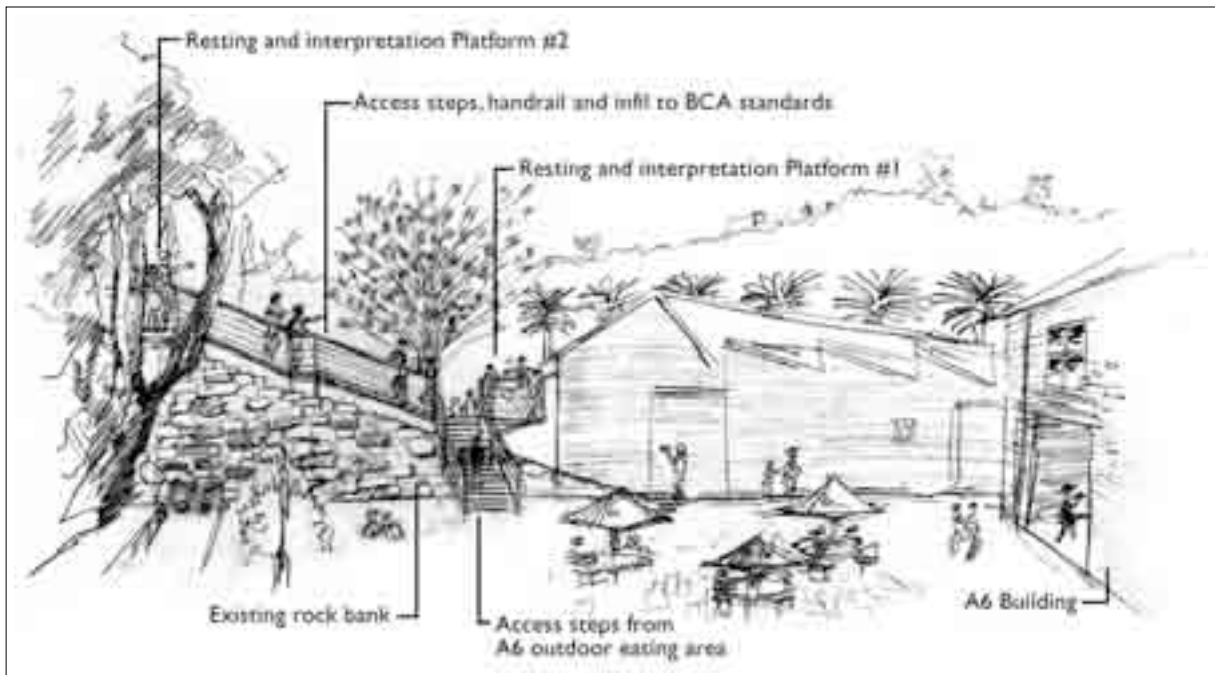 Resting and interpretation Platform #2
Access steps, handrail and infil to BCA standards
Resting and interpretation Platform #1
Existing rock bank
Access steps from
A6 outdoor eating area
A6 Building